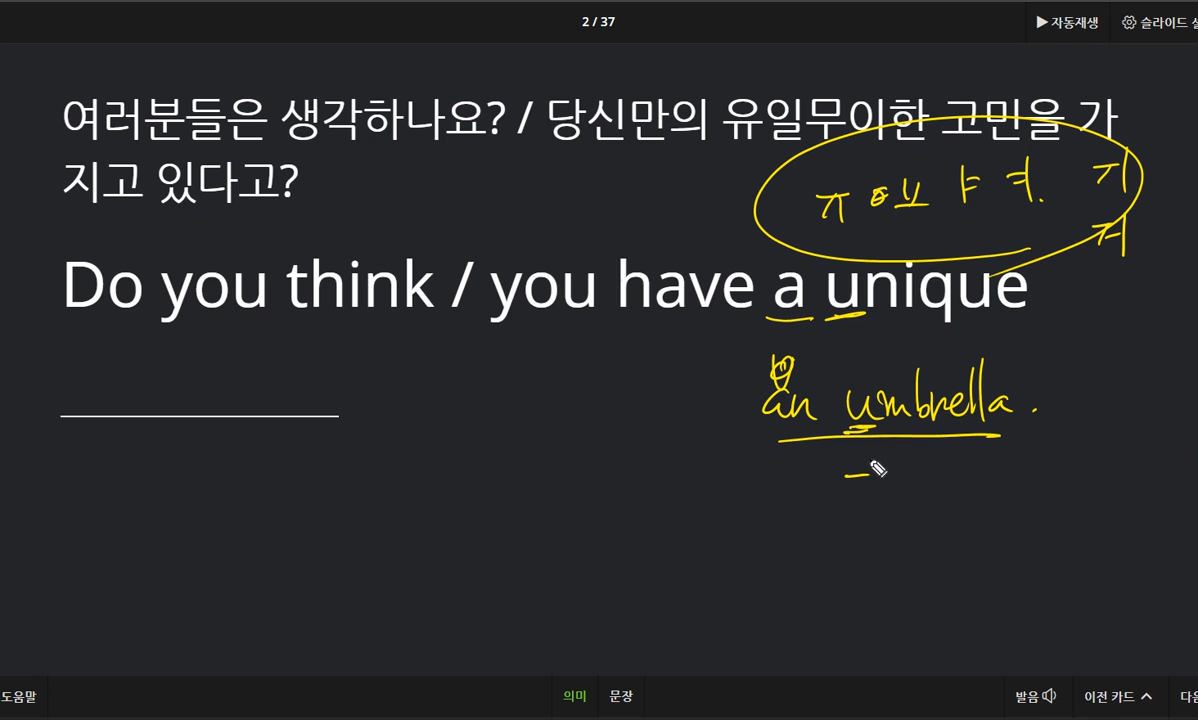 2 / 37
▶ 자동재생
슬라이드 설
여러분들은 생각하나요? / 당신만의 유일무이한 고민을 가
지고 있다고?
ㅠ ㅛ ㅑ ㅕ.
Do you think / you have a unique
an umbrella.
도움말
의미
문장
발음
이전 카드
다음